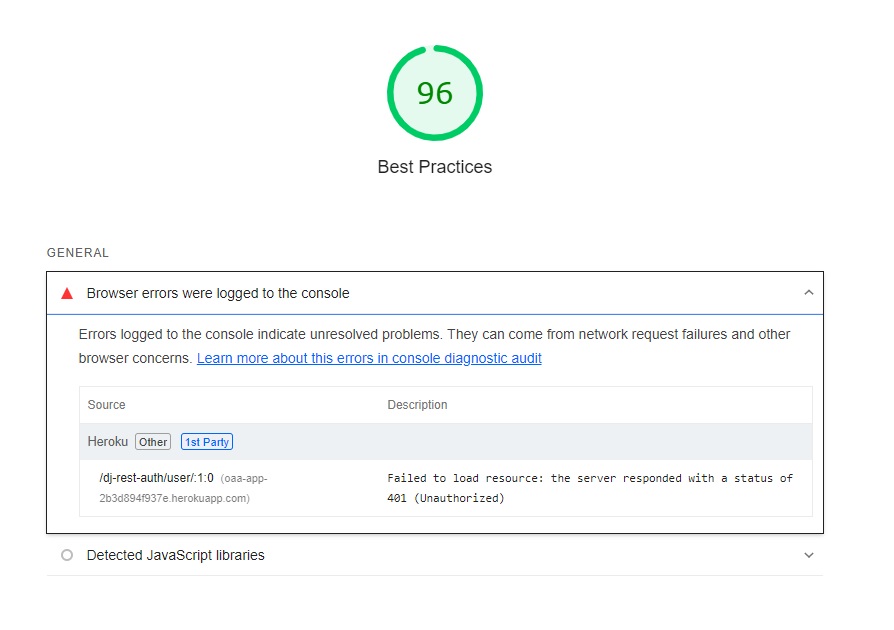 96
Best Practices
GENERAL
Browser errors were logged to the console
Errors logged to the console indicate unresolved problems. They can come from network request failures and other
browser concerns. Learn more about this errors in console diagnostic audit
Source Description
Heroku Other 1st Party
/dj-rest-auth/user/:1:0 (oaa-app-
2b3d894f937e.herokuapp.com)
Failed to load resource: the server responded with a status of
401 (Unauthorized)
Detected JavaScript libraries